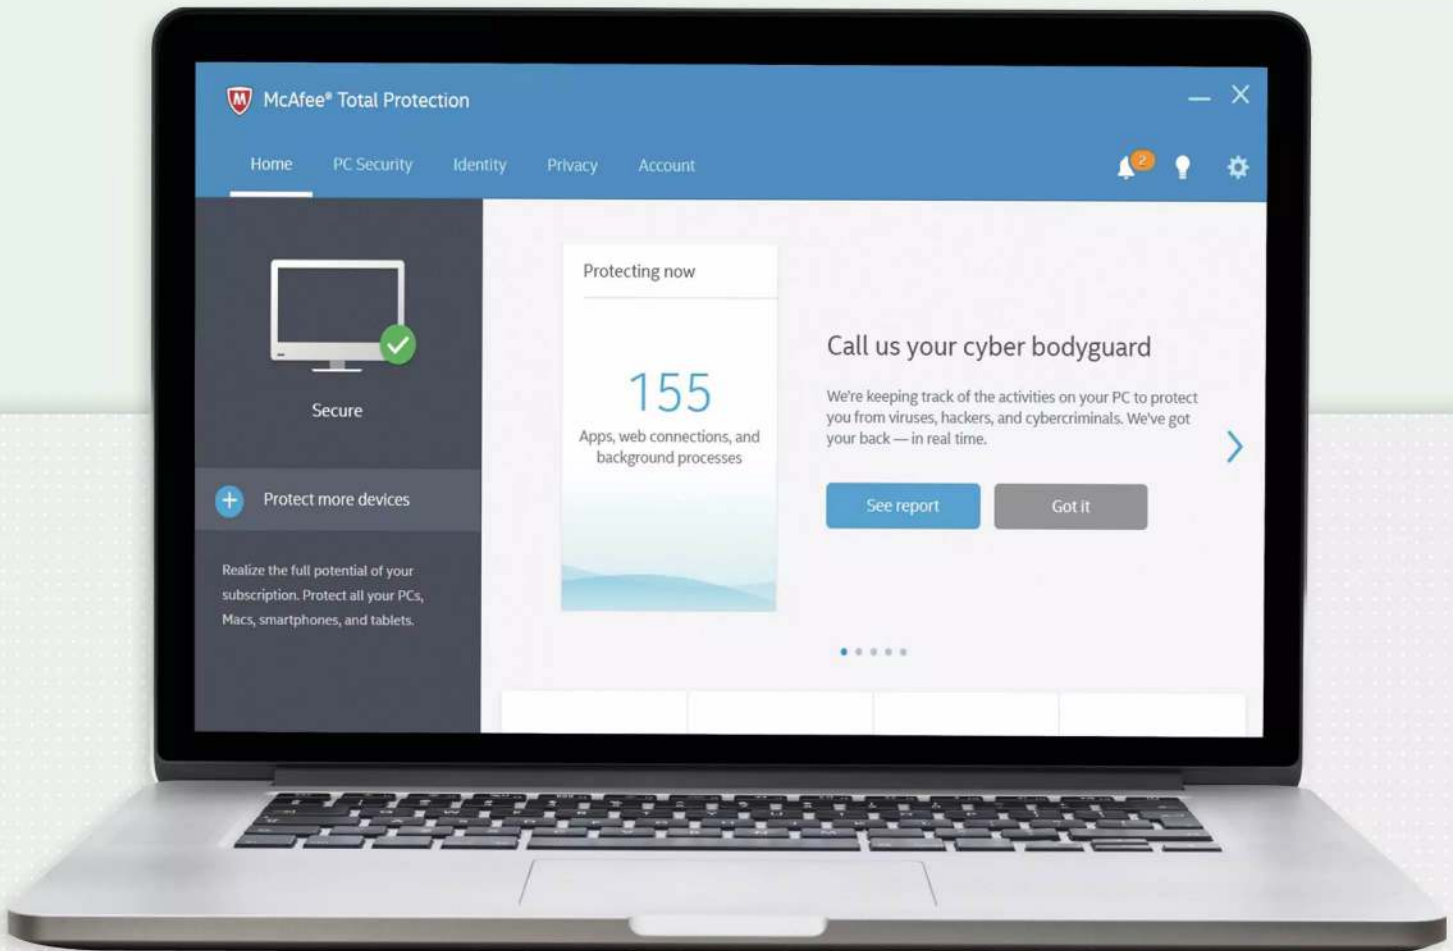 McAfee® Total Protection
Home PC Security Identity Privacy Account
2
Secure
Protect more devices
Realize the full potential of your
subscription. Protect all your PCs,
Macs, smartphones, and tablets.
Protecting now
155
Apps, web connections, and
background processes
Call us your cyber bodyguard
We're keeping track of the activities on your PC to protect
you from viruses, hackers, and cybercriminals. We've got
your back — in real time.
See report Got it